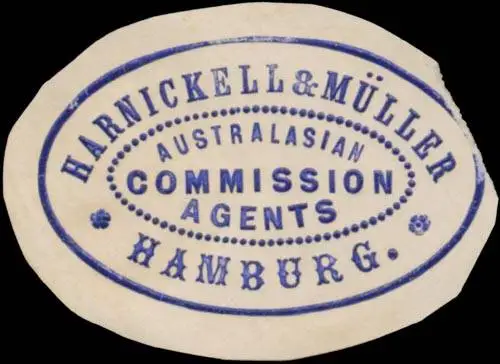 HARNICKELL & MÜLLER
AUSTRALASIAN
COMMISSION
AGENTS
HAMBURG.